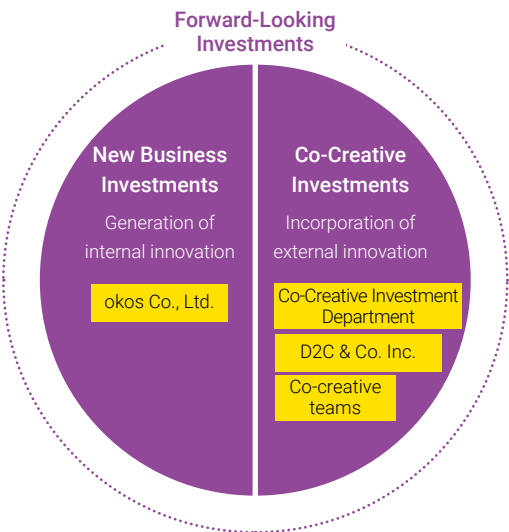 Forward-Looking
Investments
New Business
Investments
Generation of
internal innovation
okos Co., Ltd.
Co-Creative
Investments
Incorporation of
external innovation
Co-Creative Investment
Department
D2C & Co. Inc.
Co-creative
teams